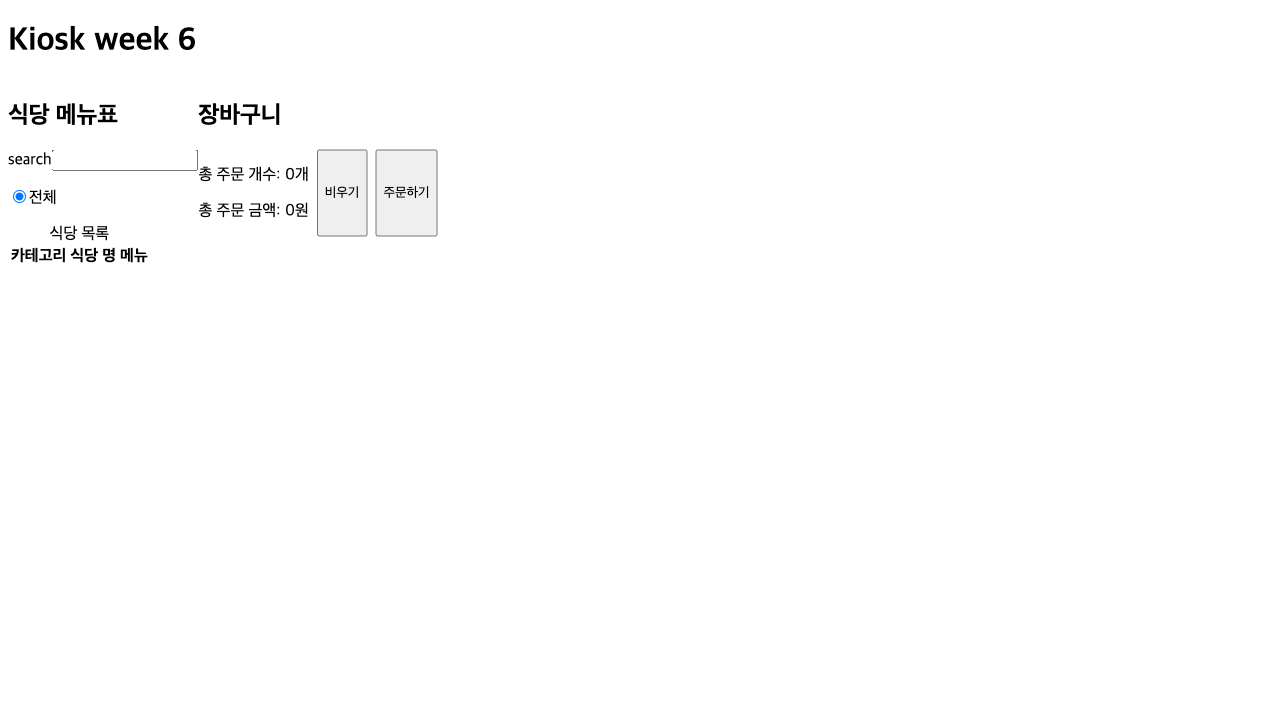 Kiosk week 6
식당 메뉴표
search
전체
식당 목록
카테고리 식당 명 메뉴
장바구니
총 주문 개수: 0개
총 주문 금액: 0원
비우기
주문하기